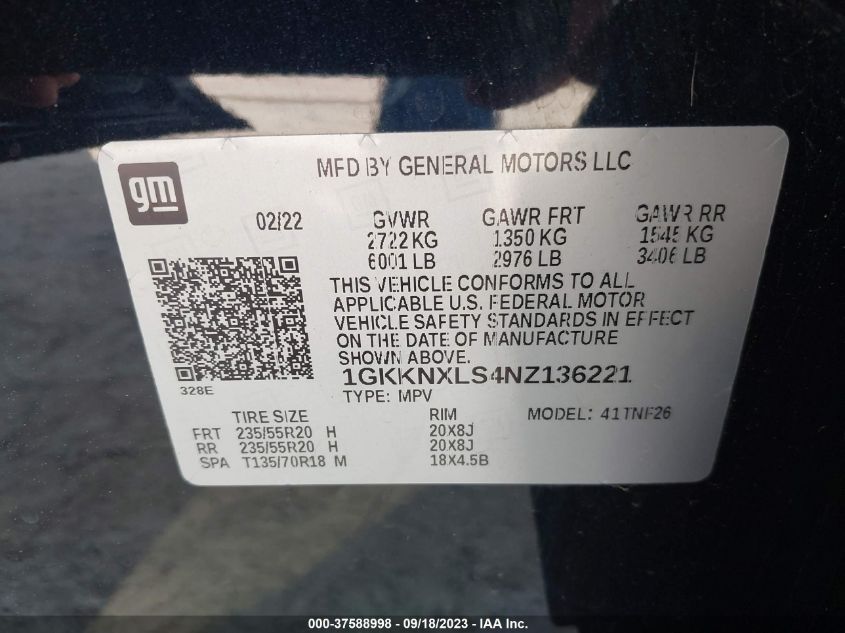 gm
MFD BY GENERAL MOTORS LLC
02/22 GVWR GAWR FRT GAWR RR
2722 KG 1350 KG 1545 KG
6001 LB 2976 LB 3406 LB
THIS VEHICLE CONFORMS TO ALL
APPLICABLE U.S. FEDERAL MOTOR
VEHICLE SAFETY STANDARDS IN EFFECT
ON THE DATE OF MANUFACTURE
SHOWN ABOVE.
328E
1GKKNXLS4NZ136221
TYPE: MPV
TIRE SIZE RIM MODEL: 41TNF26
FRT 235/55R20 H 20X8J
RR 235/55R20 H 20X8J
SPA T135/70R18 M 18X4.5B
000-37588998 - 09/18/2023 - IAA Inc.